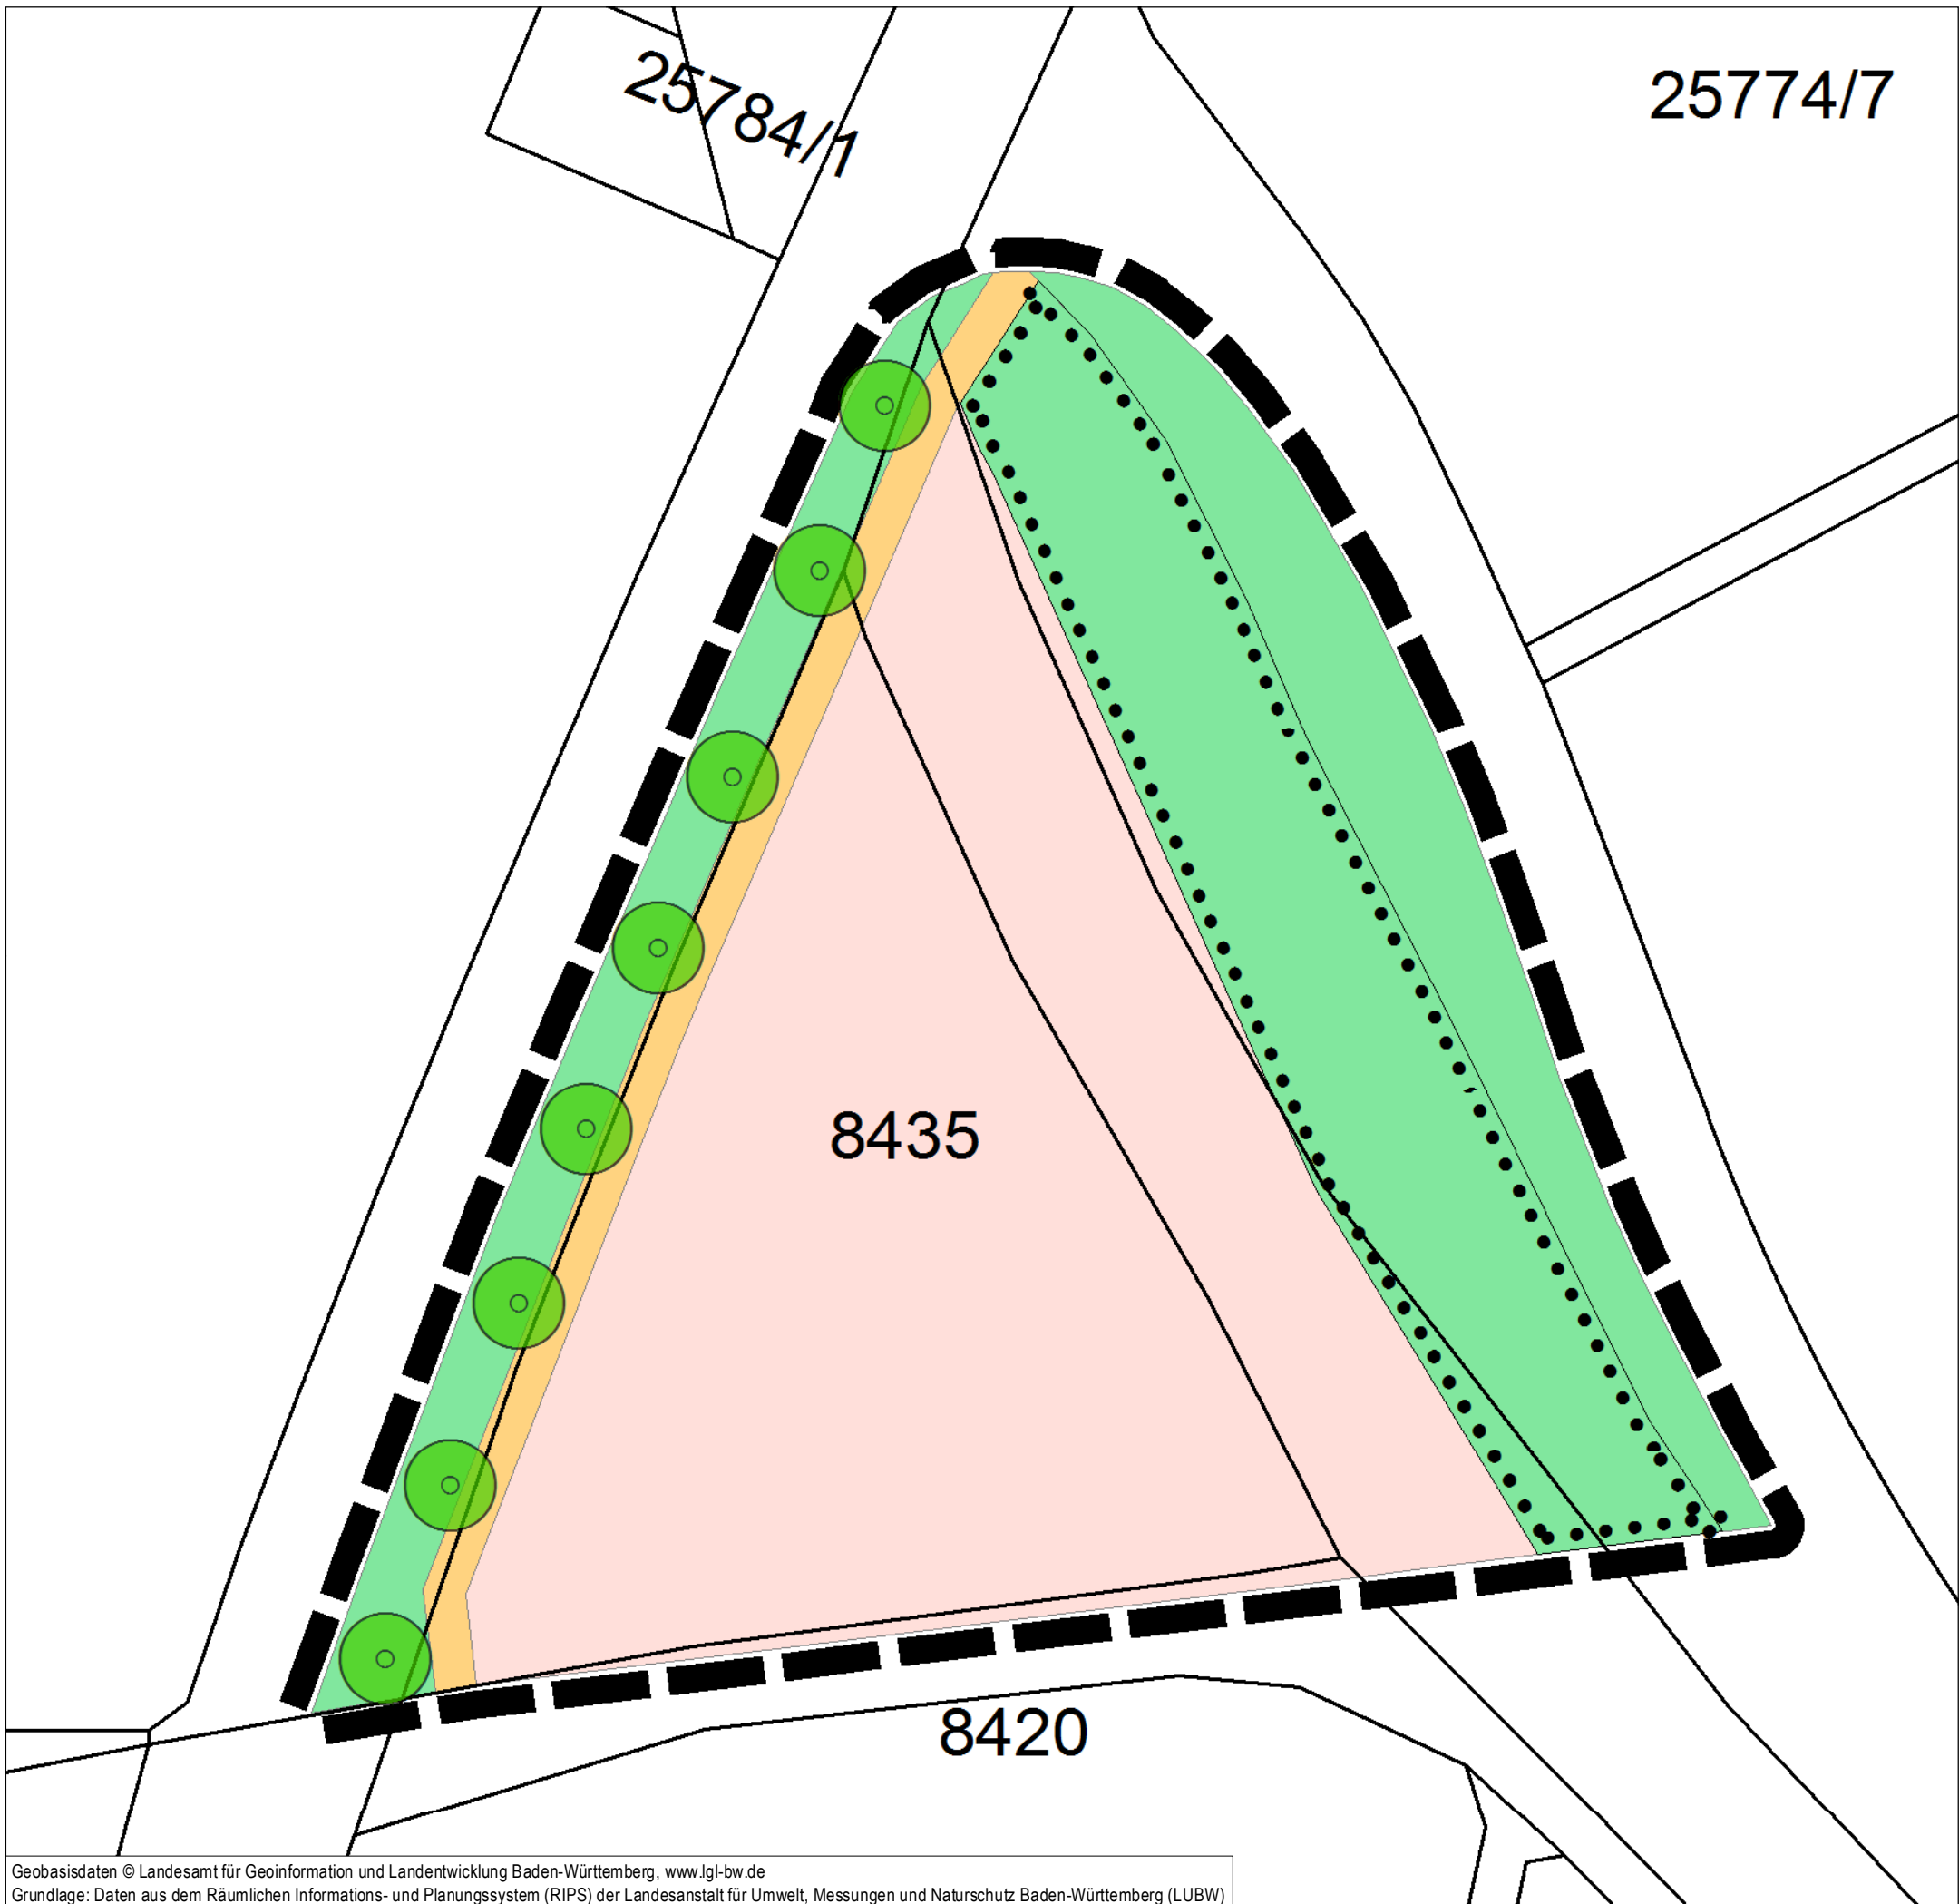 25784/1
25774/7
8435
8420
Geobasisdaten © Landesamt für Geoinformation und Landentwicklung Baden-Württemberg, www.lgl-bw.de
Grundlage: Daten aus dem Räumlichen Informations- und Planungssystem (RIPS) der Landesanstalt für Umwelt, Messungen und Naturschutz Baden-Württemberg (LUBW)